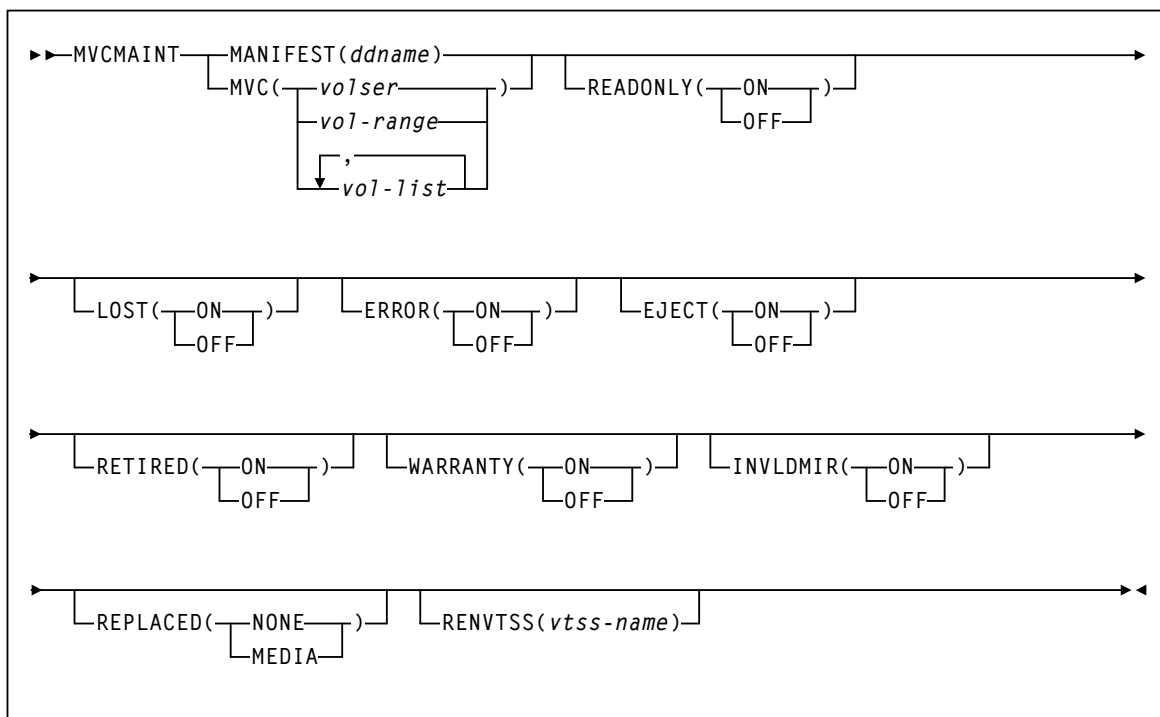 MVCMAINT MANIFEST(ddname) READONLY( ON )
MVC( volser ) OFF
vol-range
,
vol-list
LOST( ON ) ERROR( ON ) EJECT( ON )
OFF OFF OFF
RETIRED( ON ) WARRANTY( ON ) INVLDMIR( ON )
OFF OFF OFF
REPLACED( NONE ) RENVTSS(vtss-name)
MEDIA